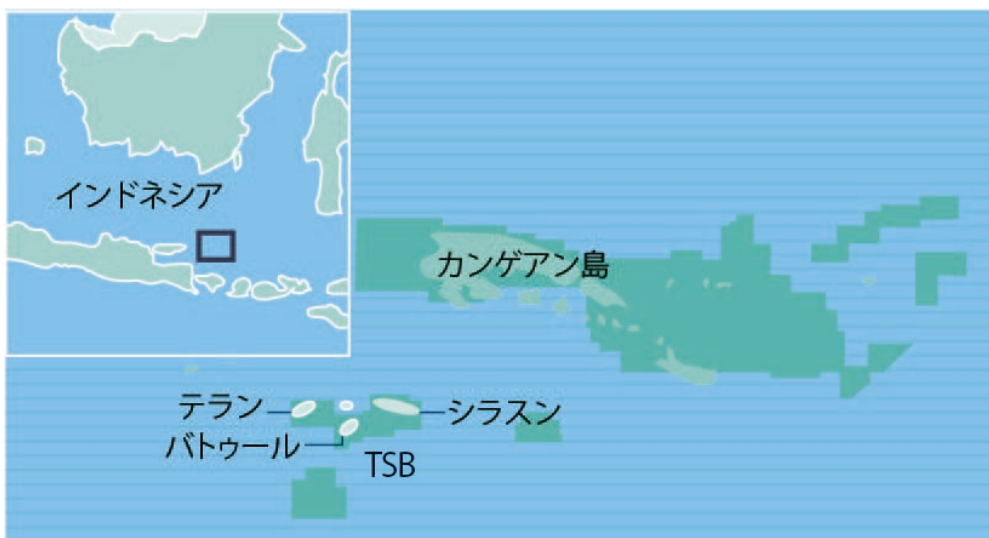 インドネシア
カンゲアン島
テラン
シラスン
バトゥール
TSB